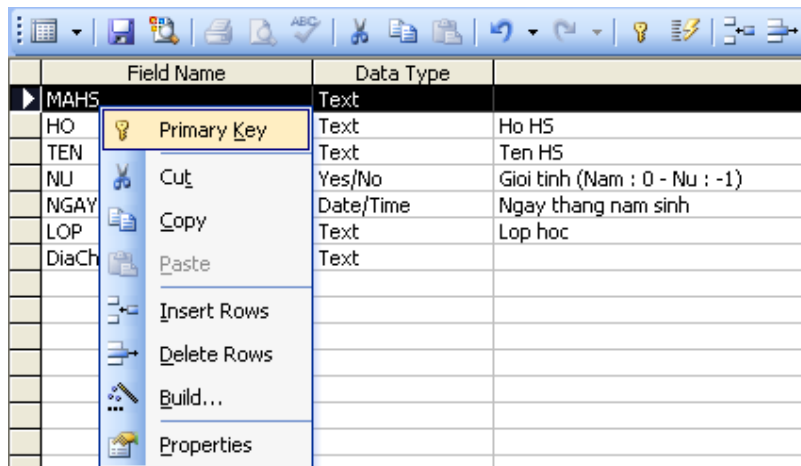 ABC
Field Name Data Type
MAHS Text
HO Text Ho HS
TEN Text Ten HS
NU Yes/No Gioi tinh (Nam : 0 - Nu : -1)
NGAY Date/Time Ngay thang nam sinh
LOP Text Lop hoc
DiaCh Text
Primary Key
Cut
Copy
Paste
Insert Rows
Delete Rows
Build...
Properties